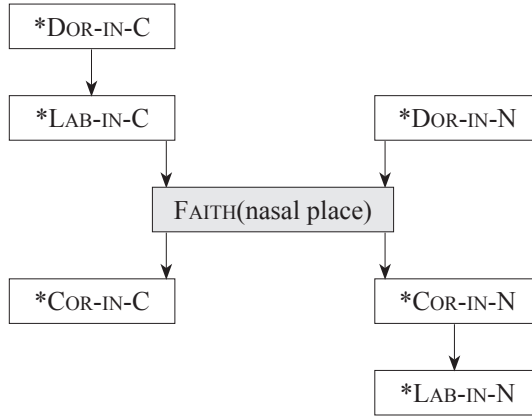 *DOR-IN-C
*LAB-IN-C
*DOR-IN-N
FAITH(nasal place)
*COR-IN-C
*COR-IN-N
*LAB-IN-N